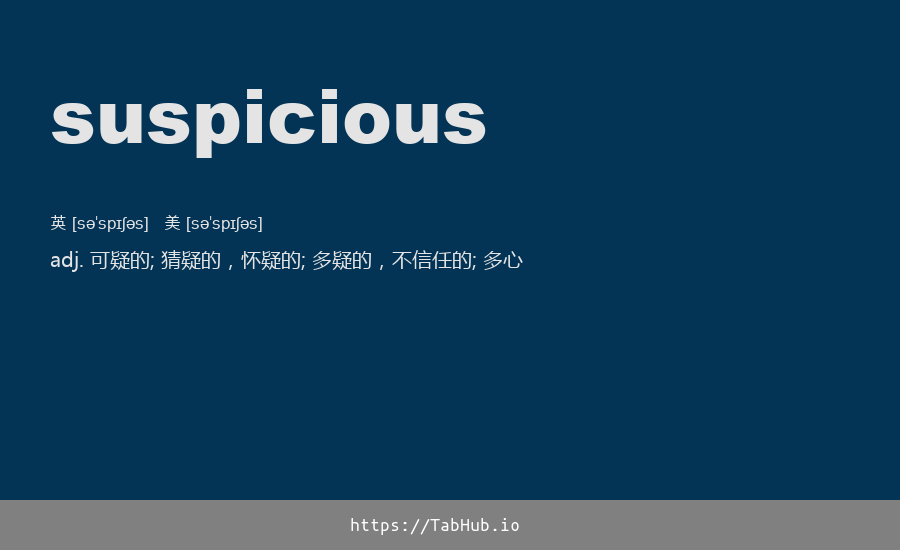 suspicious
英 [səˈspɪʃəs]   美 [səˈspɪʃəs]
adj. 可疑的; 猜疑的，怀疑的; 多疑的，不信任的; 多心
https://TabHub.io